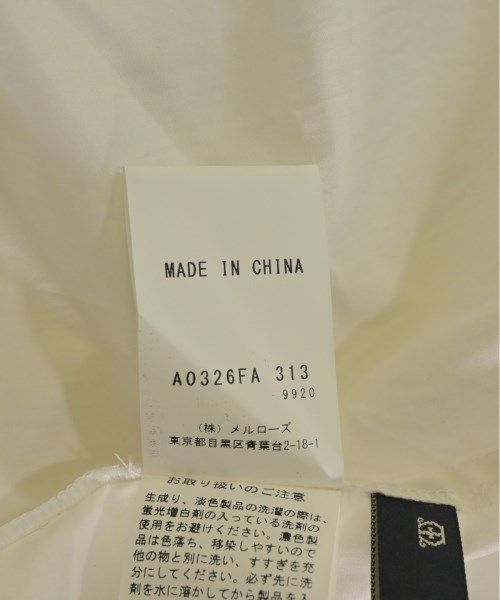 MADE IN CHINA
A0326FA 313
9920
(株) メルローズ
東京都目黒区青葉台2-18-1
お取り扱いのご注意
生成り、淡色製品の洗濯の際は、
蛍光増白剤の入っている洗剤の
使用をお避けください。濃色製
品は色落ち、移染しやすいので
他の物と別に洗い、すすぎを充
分にしてください。必ず先に洗
剤を水に溶かしてから製品を入